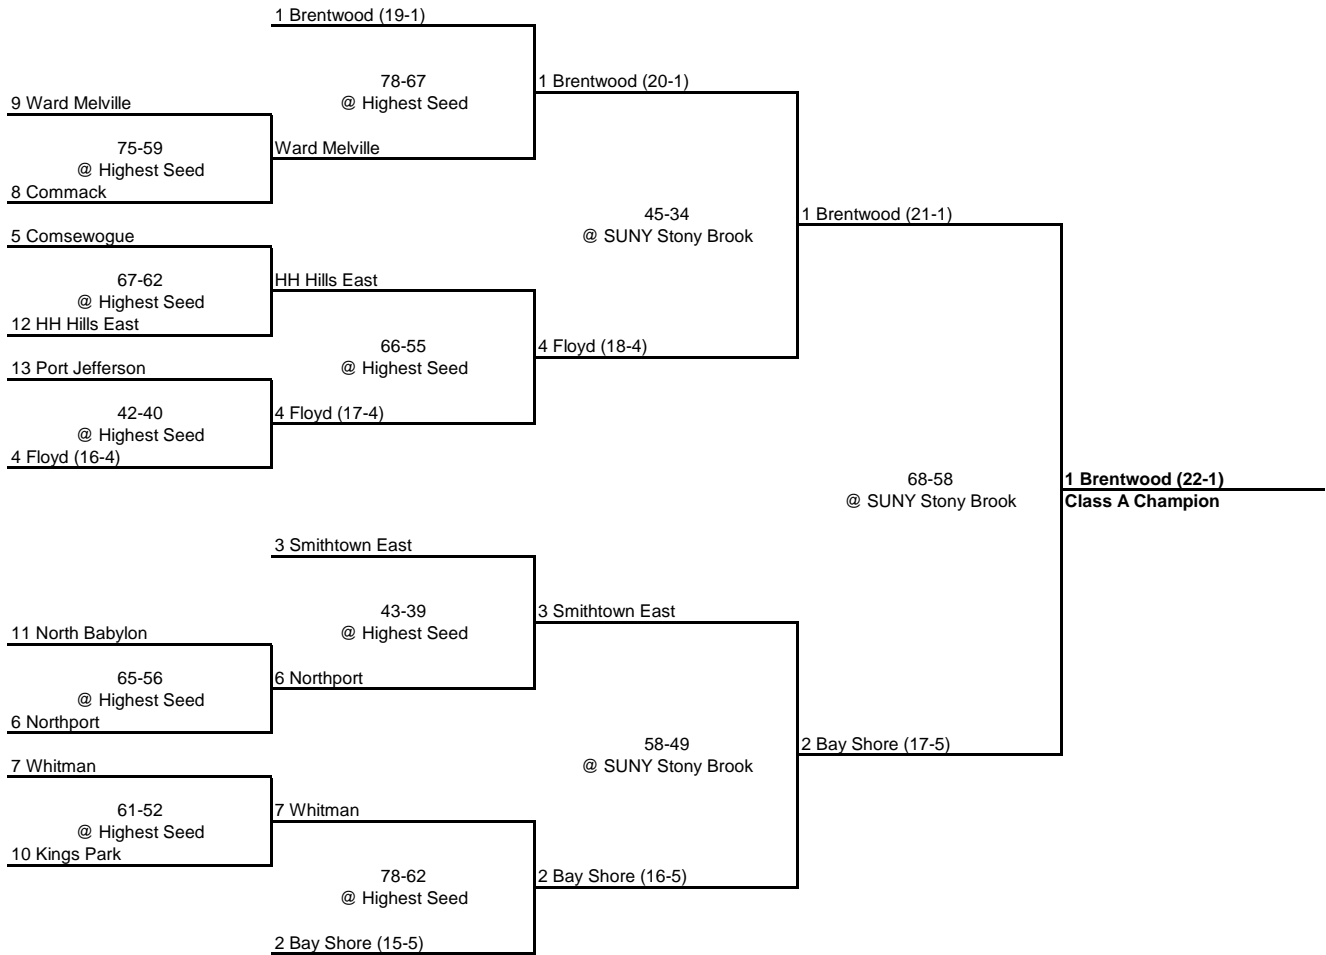 1 Brentwood (19-1)
78-67
@ Highest Seed
1 Brentwood (20-1)
9 Ward Melville
75-59
@ Highest Seed
Ward Melville
8 Commack
45-34
@ SUNY Stony Brook
1 Brentwood (21-1)
5 Comsewogue
67-62
@ Highest Seed
HH Hills East
12 HH Hills East
66-55
@ Highest Seed
4 Floyd (18-4)
13 Port Jefferson
42-40
@ Highest Seed
4 Floyd (17-4)
4 Floyd (16-4)
68-58
@ SUNY Stony Brook
1 Brentwood (22-1)
Class A Champion
3 Smithtown East
43-39
@ Highest Seed
3 Smithtown East
11 North Babylon
65-56
@ Highest Seed
6 Northport
6 Northport
58-49
@ SUNY Stony Brook
2 Bay Shore (17-5)
7 Whitman
61-52
@ Highest Seed
7 Whitman
10 Kings Park
78-62
@ Highest Seed
2 Bay Shore (16-5)
2 Bay Shore (15-5)